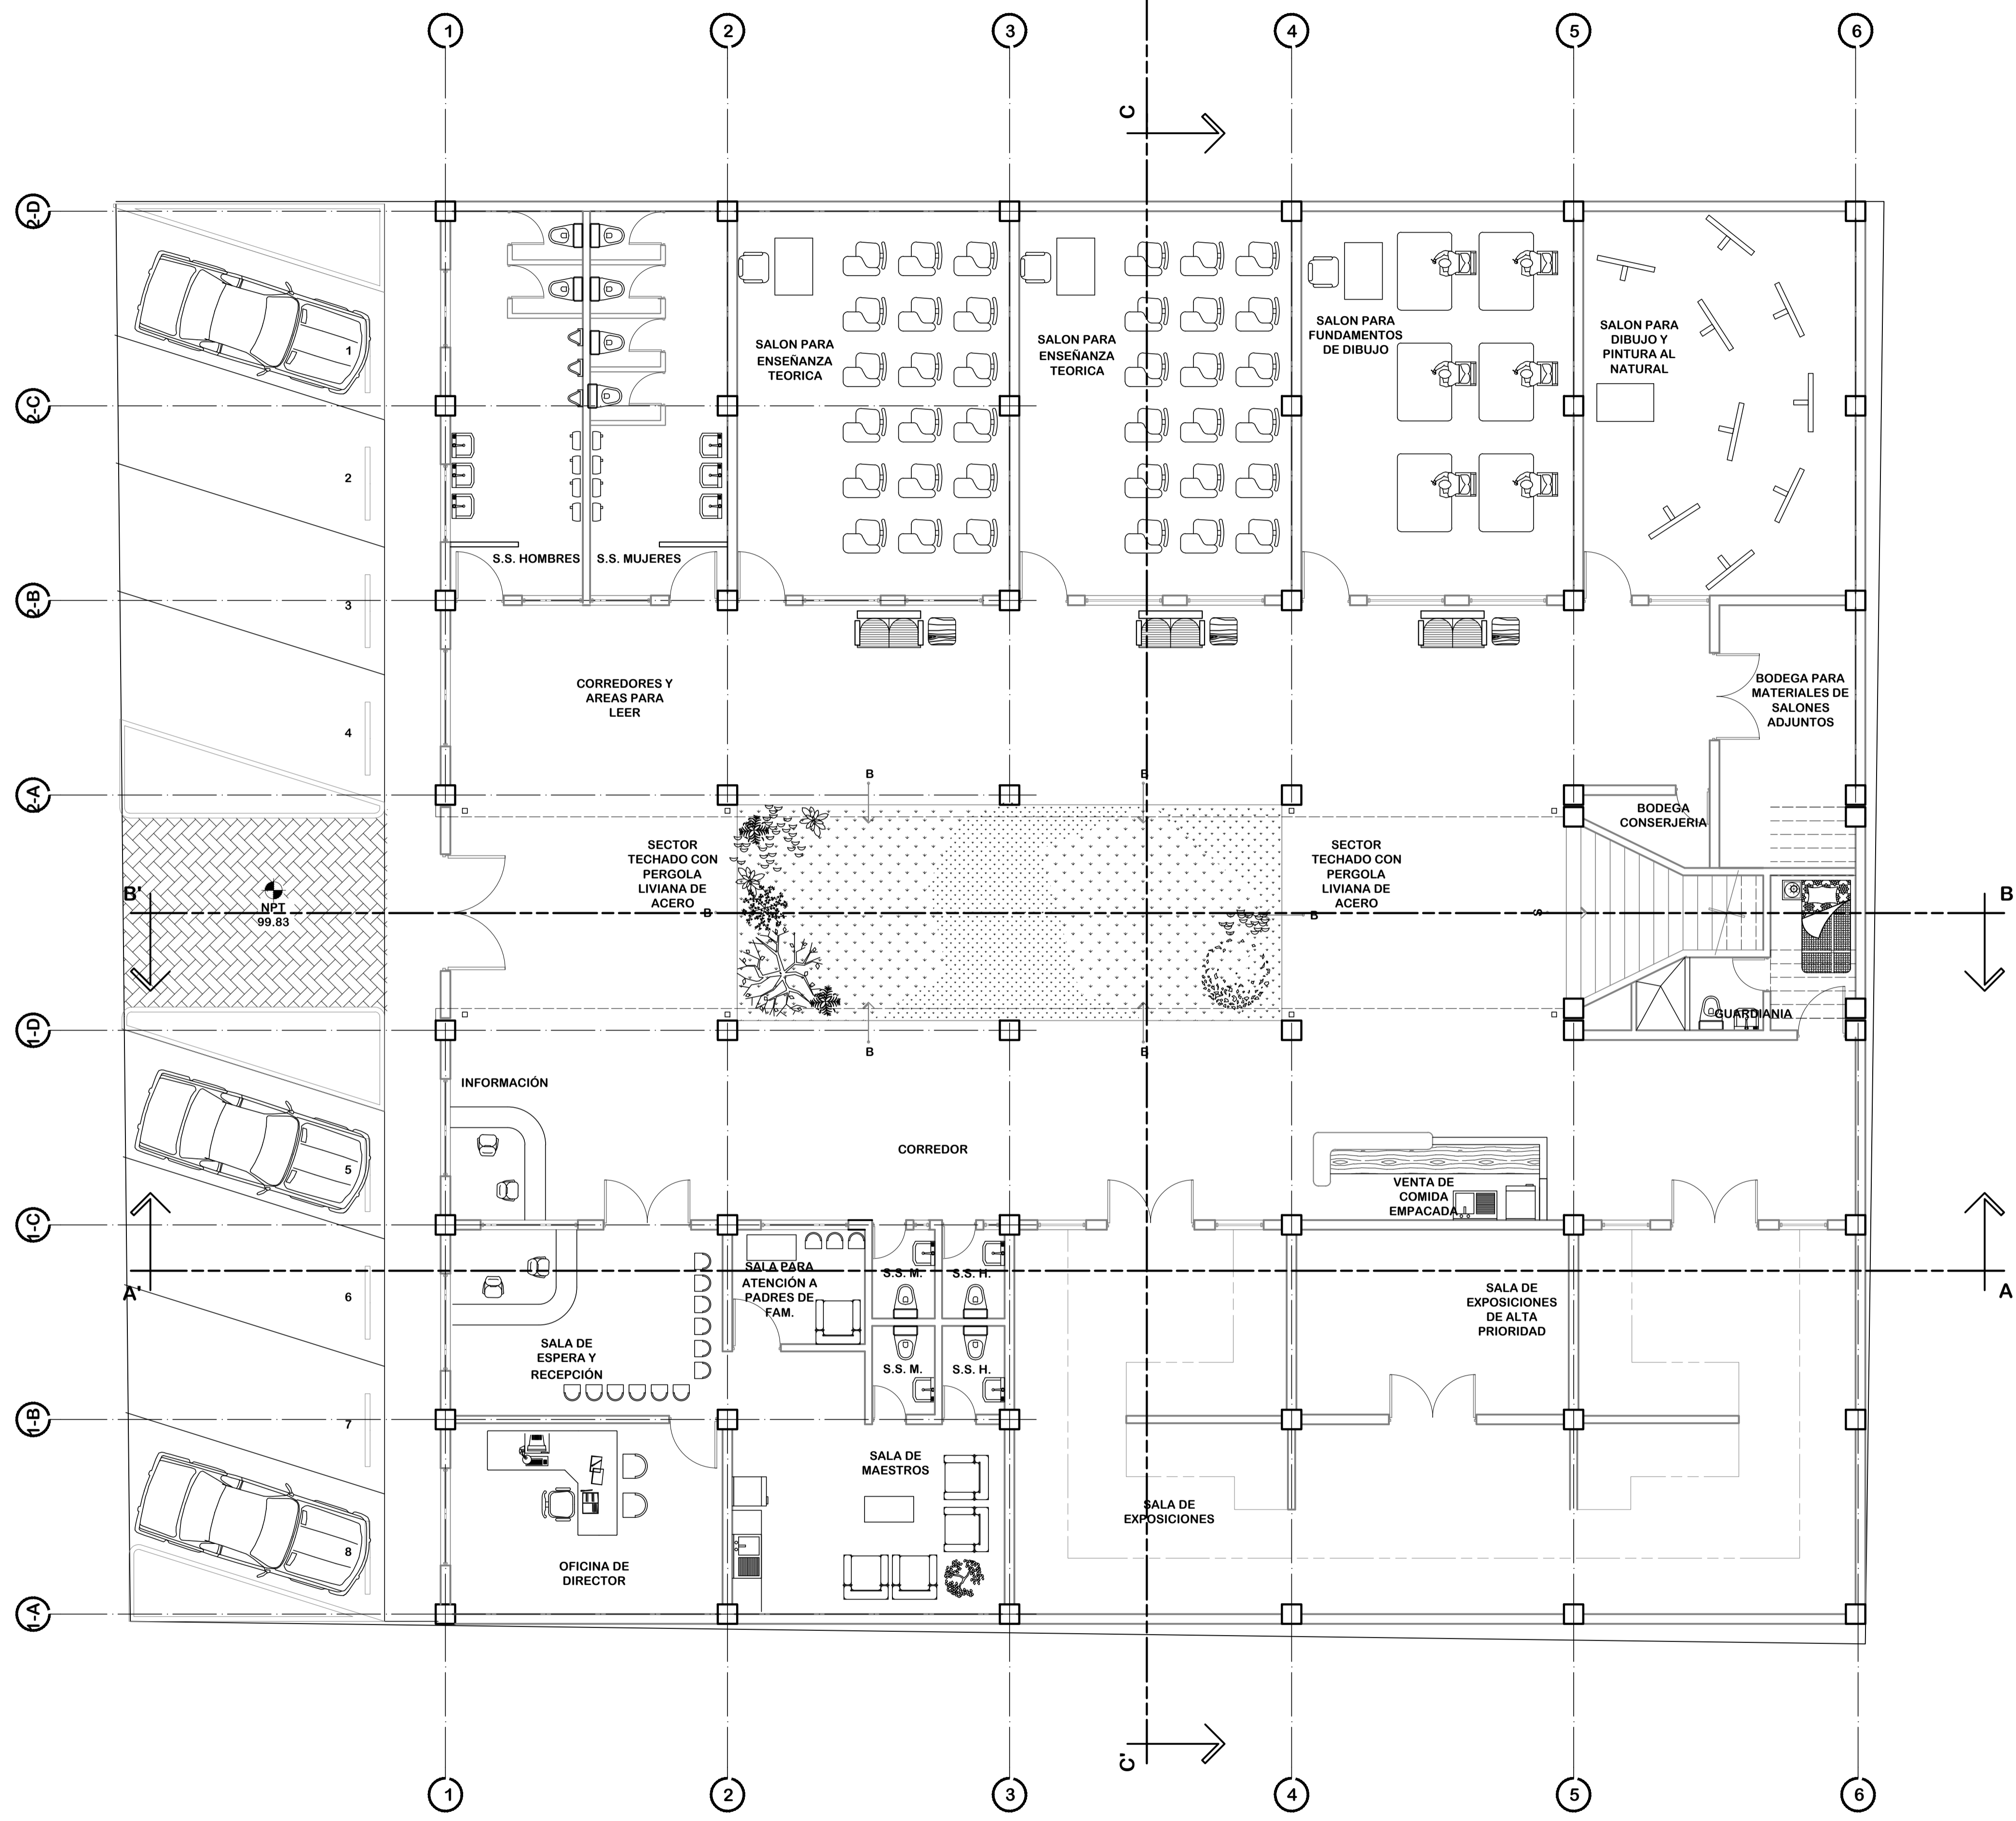 1 2 3 4 5 6
C
2-D
1
SALON PARA
ENSEÑANZA
TEORICA
SALON PARA
ENSEÑANZA
TEORICA
SALON PARA
FUNDAMENTOS
DE DIBUJO
SALON PARA
DIBUJO Y
PINTURA AL
NATURAL
2-C
2
S.S. HOMBRES
S.S. MUJERES
2-B
3
CORREDORES Y
AREAS PARA
LEER
BODEGA PARA
MATERIALES DE
SALONES
ADJUNTOS
4
2-A
B
B
BODEGA
CONSERJERIA
SECTOR
TECHADO CON
PERGOLA
LIVIANA DE
ACERO
SECTOR
TECHADO CON
PERGOLA
LIVIANA DE
ACERO
B'
NPT
99.83
B
B
S
B
GUARDIANIA
1-D
B
B
INFORMACIÓN
CORREDOR
5
VENTA DE
COMIDA
EMPACADA
1-C
A'
6
SALA PARA
ATENCIÓN A
PADRES DE
FAM.
S.S. M.
S.S. H.
SALA DE
EXPOSICIONES
DE ALTA
PRIORIDAD
A
SALA DE
ESPERA Y
RECEPCIÓN
S.S. M.
S.S. H.
1-B
7
SALA DE
MAESTROS
SALA DE
EXPOSICIONES
8
OFICINA DE
DIRECTOR
1-A
C'
1 2 3 4 5 6